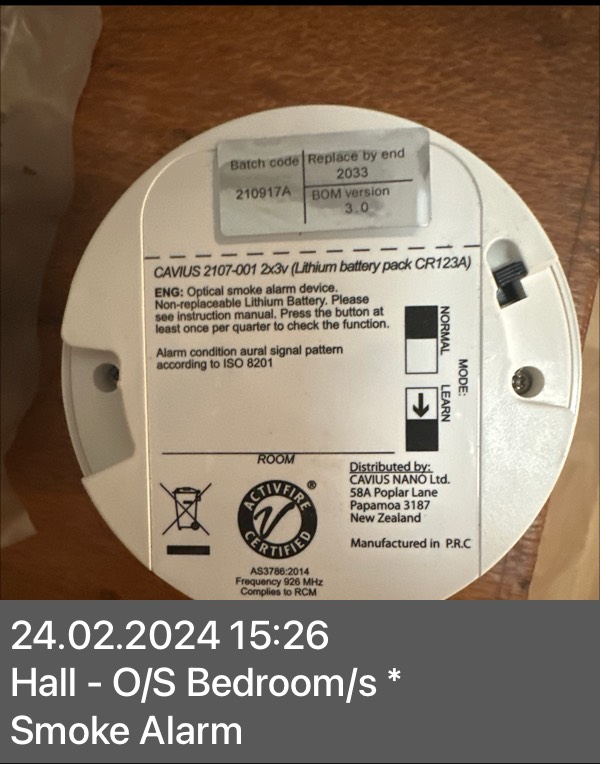 Batch code
210917A
Replace by end
2033
BOM version
3.0
CAVIUS 2107-001 2x3v (Lithium battery pack CR123A)
ENG: Optical smoke alarm device.
Non-replaceable Lithium Battery. Please
see instruction manual. Press the button at
least once per quarter to check the function.
Alarm condition aural signal pattern
according to ISO 8201
NORMAL
LEARN
MODE:
ROOM
ACTIVFIRE
®
CERTIFIED
AS3786:2014
Frequency 926 MHz
Complies to RCM
Distributed by:
CAVIUS NANO Ltd.
58A Poplar Lane
Papamoa 3187
New Zealand
Manufactured in P.R.C
24.02.2024 15:26
Hall - O/S Bedroom/s *
Smoke Alarm